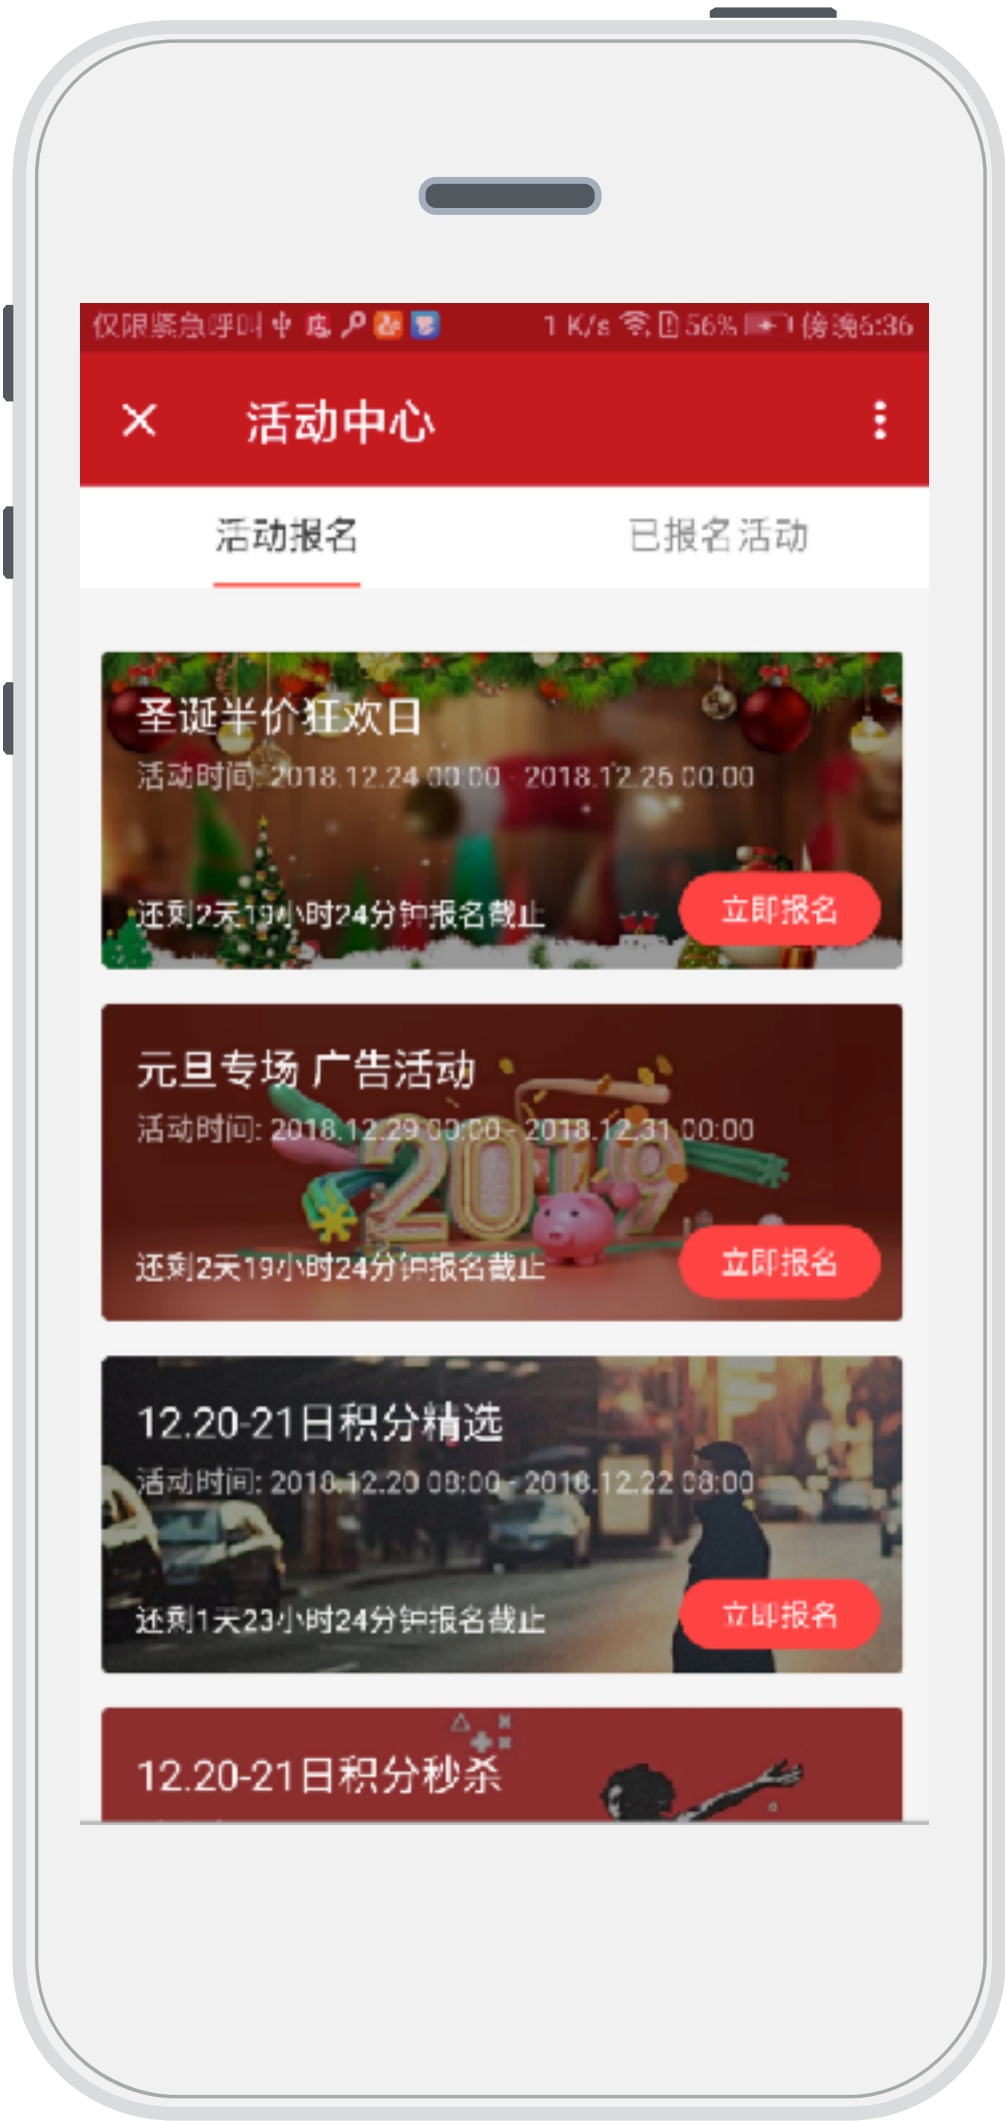 仅限紧急呼叫 1 K/s 56% 傍晚6:36
活动中心
活动报名 已报名活动
圣诞半价狂欢日
活动时间: 2018.12.24 00:00 - 2018.12.26 00:00
还剩2天19小时24分钟报名截止 立即报名
元旦专场 广告活动
活动时间: 2018.12.29 00:00 - 2018.12.31 00:00
2019
还剩2天19小时24分钟报名截止 立即报名
12.20-21日积分精选
活动时间: 2018.12.20 08:00 - 2018.12.22 08:00
还剩1天23小时24分钟报名截止 立即报名
12.20-21日积分秒杀